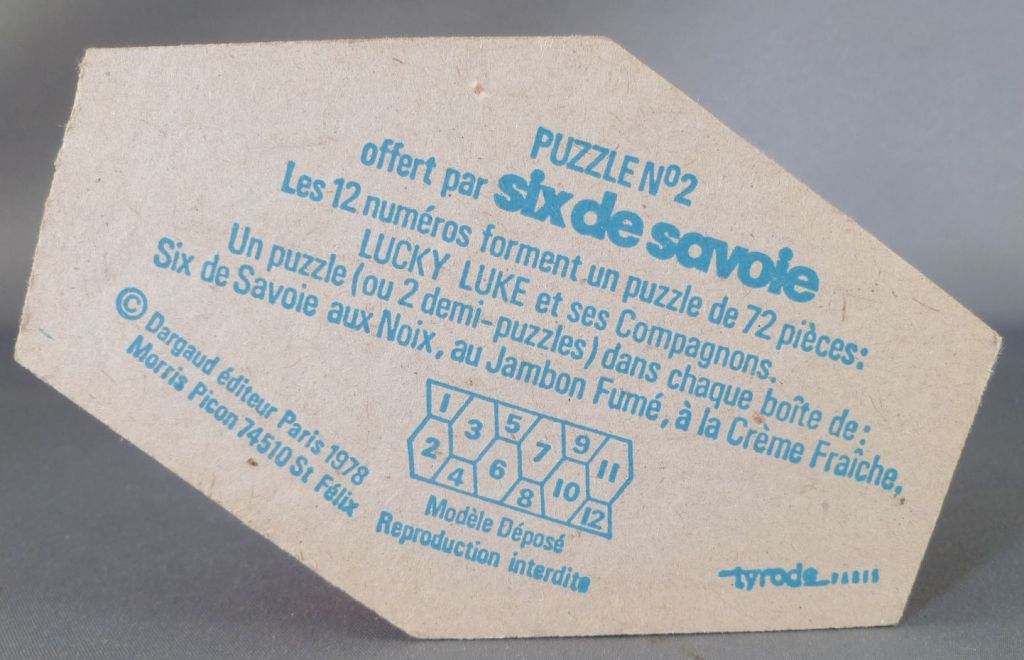 PUZZLE Nº2
offert par six de savoie
Les 12 numéros forment un puzzle de 72 pièces:
LUCKY LUKE et ses Compagnons.
Un puzzle (ou 2 demi-puzzles) dans chaque boîte de:
Six de Savoie aux Noix, au Jambon Fumé, à la Crème Fraîche,.
© Dargaud éditeur Paris 1978
Morris Picon 74510 St Félix
1 3 5 7 9 11
2 4 6 8 10 12
Modèle Déposé
Reproduction interdite
tyrode PARIS